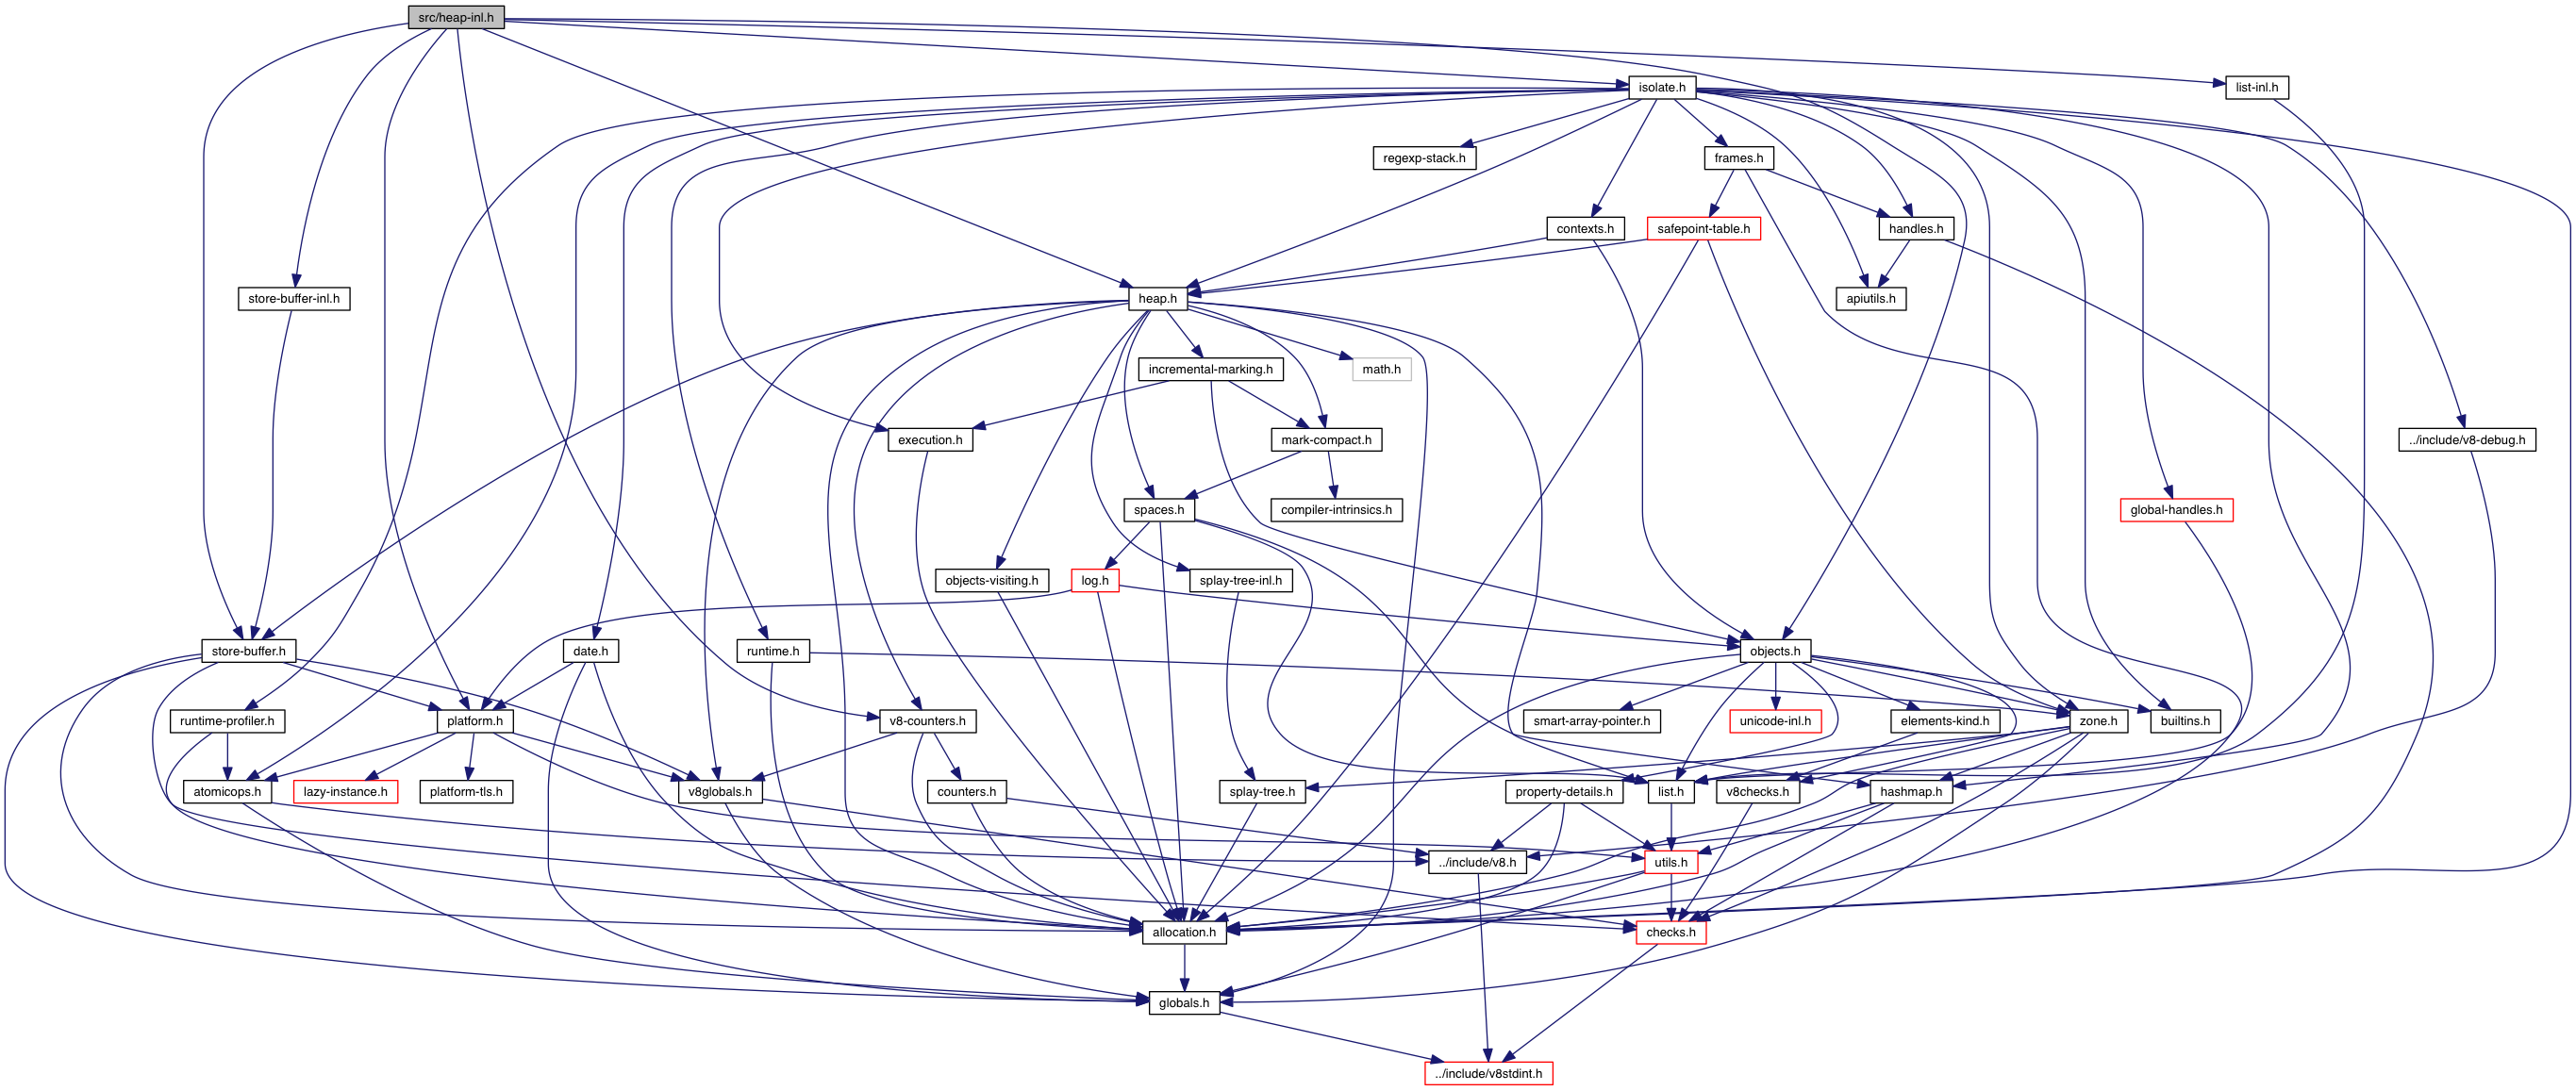 src/heap-inl.h
isolate.h
list-inl.h
regexp-stack.h
frames.h
contexts.h
safepoint-table.h
handles.h
store-buffer-inl.h
heap.h
apiutils.h
incremental-marking.h
math.h
execution.h
mark-compact.h
../include/v8-debug.h
spaces.h
compiler-intrinsics.h
global-handles.h
objects-visiting.h
log.h
splay-tree-inl.h
store-buffer.h
date.h
runtime.h
objects.h
runtime-profiler.h
platform.h
v8-counters.h
smart-array-pointer.h
unicode-inl.h
elements-kind.h
zone.h
builtins.h
atomicops.h
lazy-instance.h
platform-tls.h
v8globals.h
counters.h
splay-tree.h
property-details.h
list.h
v8checks.h
hashmap.h
../include/v8.h
utils.h
allocation.h
checks.h
globals.h
../include/v8stdint.h